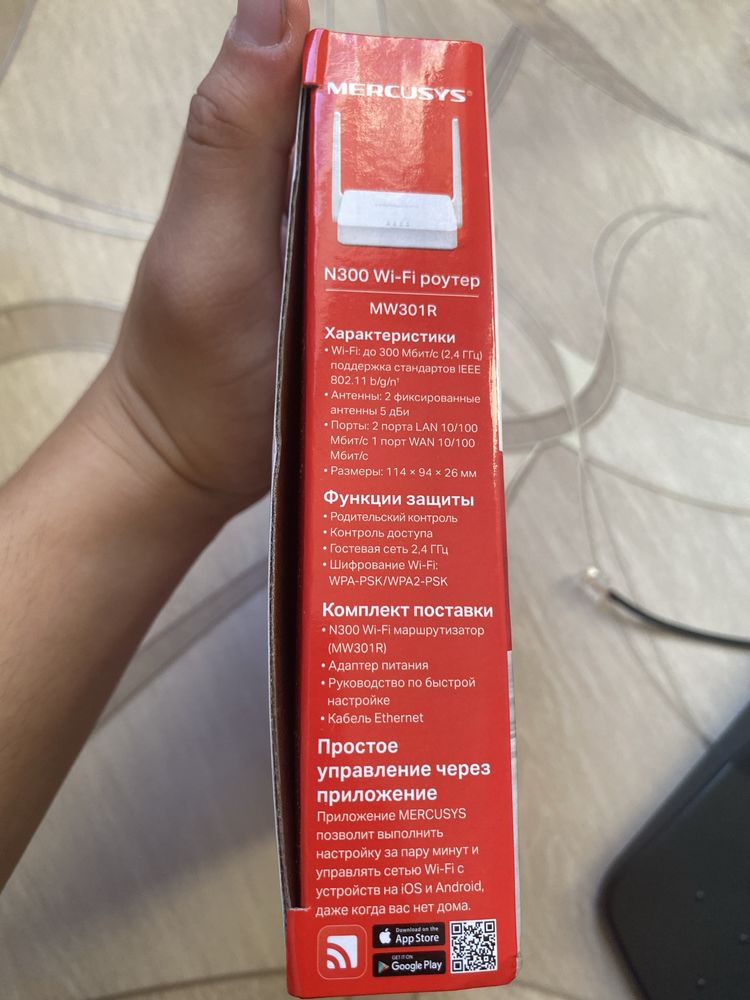 MERCUSYS®
N300 Wi-Fi роутер
MW301R
Характеристики
• Wi-Fi: до 300 Мбит/с (2,4 ГГц)
поддержка стандартов IEEE
802.11 b/g/n†
• Антенны: 2 фиксированные
антенны 5 дБи
• Порты: 2 порта LAN 10/100
Мбит/с 1 порт WAN 10/100
Мбит/с
• Размеры: 114 × 94 × 26 мм
Функции защиты
• Родительский контроль
• Контроль доступа
• Гостевая сеть 2,4 ГГц
• Шифрование Wi-Fi:
WPA-PSK/WPA2-PSK
Комплект поставки
• N300 Wi-Fi маршрутизатор
(MW301R)
• Адаптер питания
• Руководство по быстрой
настройке
• Кабель Ethernet
Простое
управление через
приложение
Приложение MERCUSYS
позволит выполнить
настройку за пару минут и
управлять сетью Wi-Fi с
устройств на iOS и Android,
даже когда вас нет дома.
Download on the
App Store
GET IT ON
Google Play